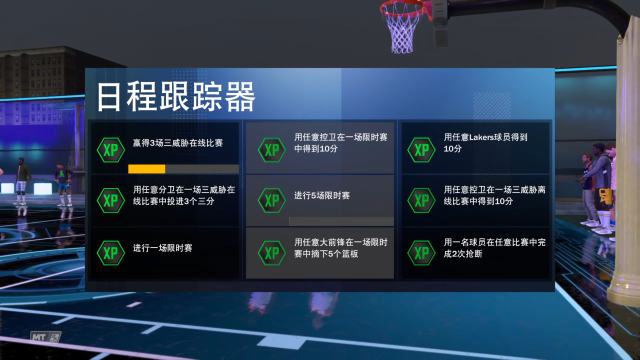 日程跟踪器
XP
赢得3场三威胁在线比赛
XP
用任意控卫在一场限时赛
中得到10分
XP
用任意Lakers球员得到
10分
XP
用任意分卫在一场三威胁在
线比赛中投进3个三分
XP
进行5场限时赛
XP
用任意控卫在一场三威胁离
线比赛中得到10分
XP
进行一场限时赛
XP
用任意大前锋在一场限时
赛中摘下5个篮板
XP
用一名球员在任意比赛中完
成2次抢断
MT